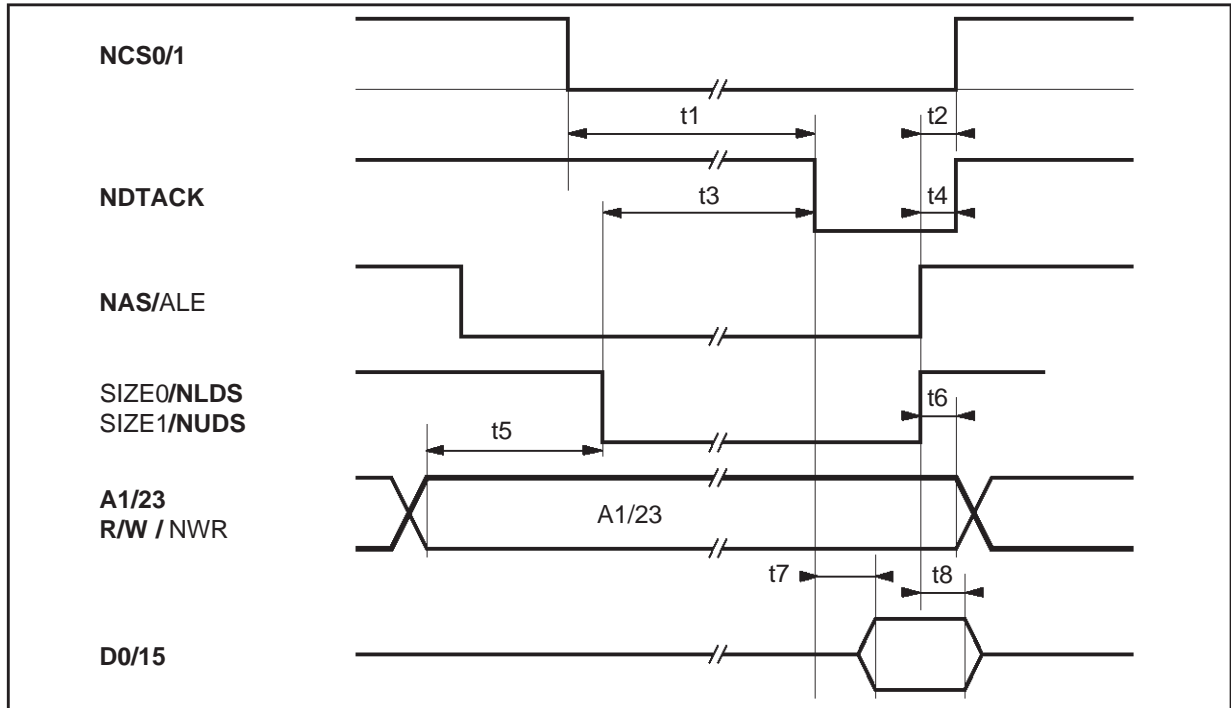 NCS0/1
t1
t2
NDTACK
t3
t4
NAS/ALE
SIZE0/NLDS
SIZE1/NUDS
t5
t6
A1/23
R/W / NWR
A1/23
t7
t8
D0/15